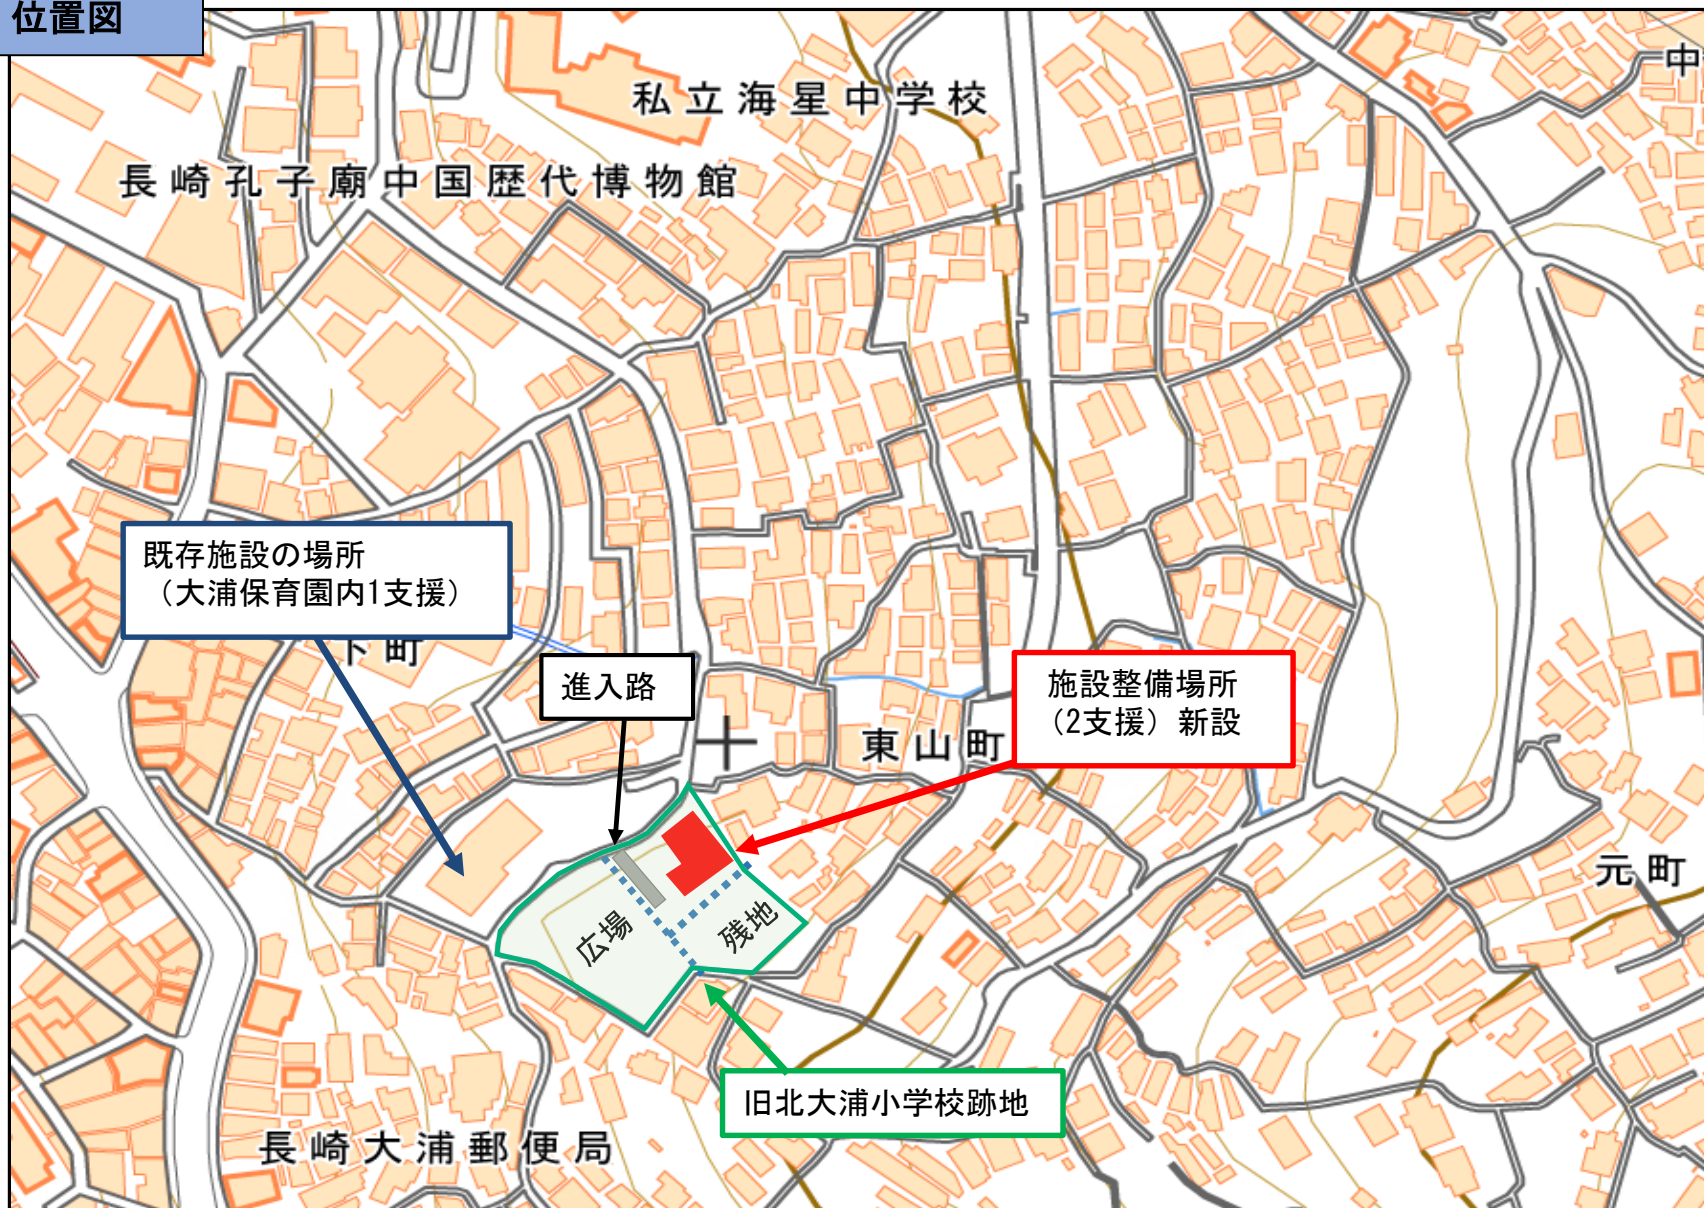 位置図
中
私立海星中学校
長崎孔子廟中国歴代博物館
既存施設の場所
（大浦保育園内1支援）
下町
進入路
施設整備場所
（2支援）新設
東山町
元町
広場
残地
旧北大浦小学校跡地
長崎大浦郵便局